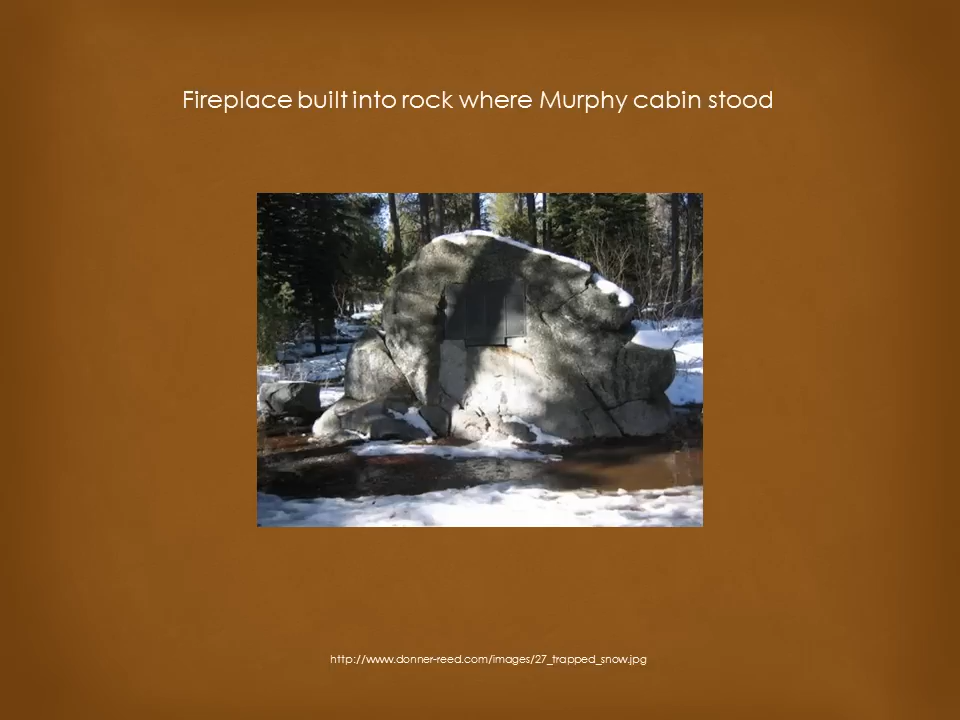 Fireplace built into rock where Murphy cabin stood
http://www.donner-reed.com/images/27_trapped_snow.jpg